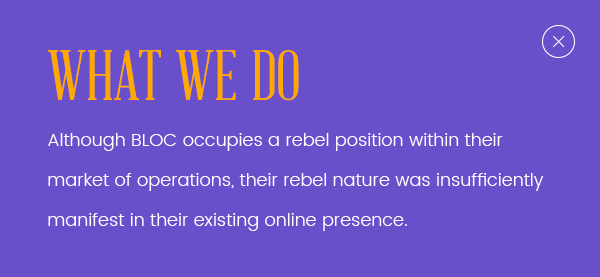 WHAT WE DO
Although BLOC occupies a rebel position within their
market of operations, their rebel nature was insufficiently
manifest in their existing online presence.